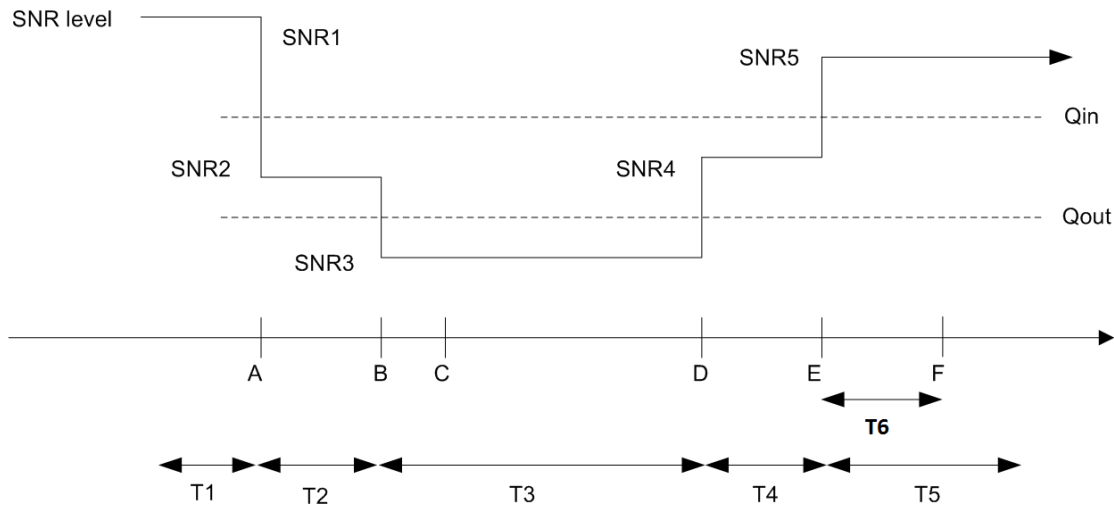 SNR level
SNR1
SNR5
Qin
SNR2
SNR4
Qout
SNR3
A
B
C
D
E
F
T6
T1
T2
T3
T4
T5